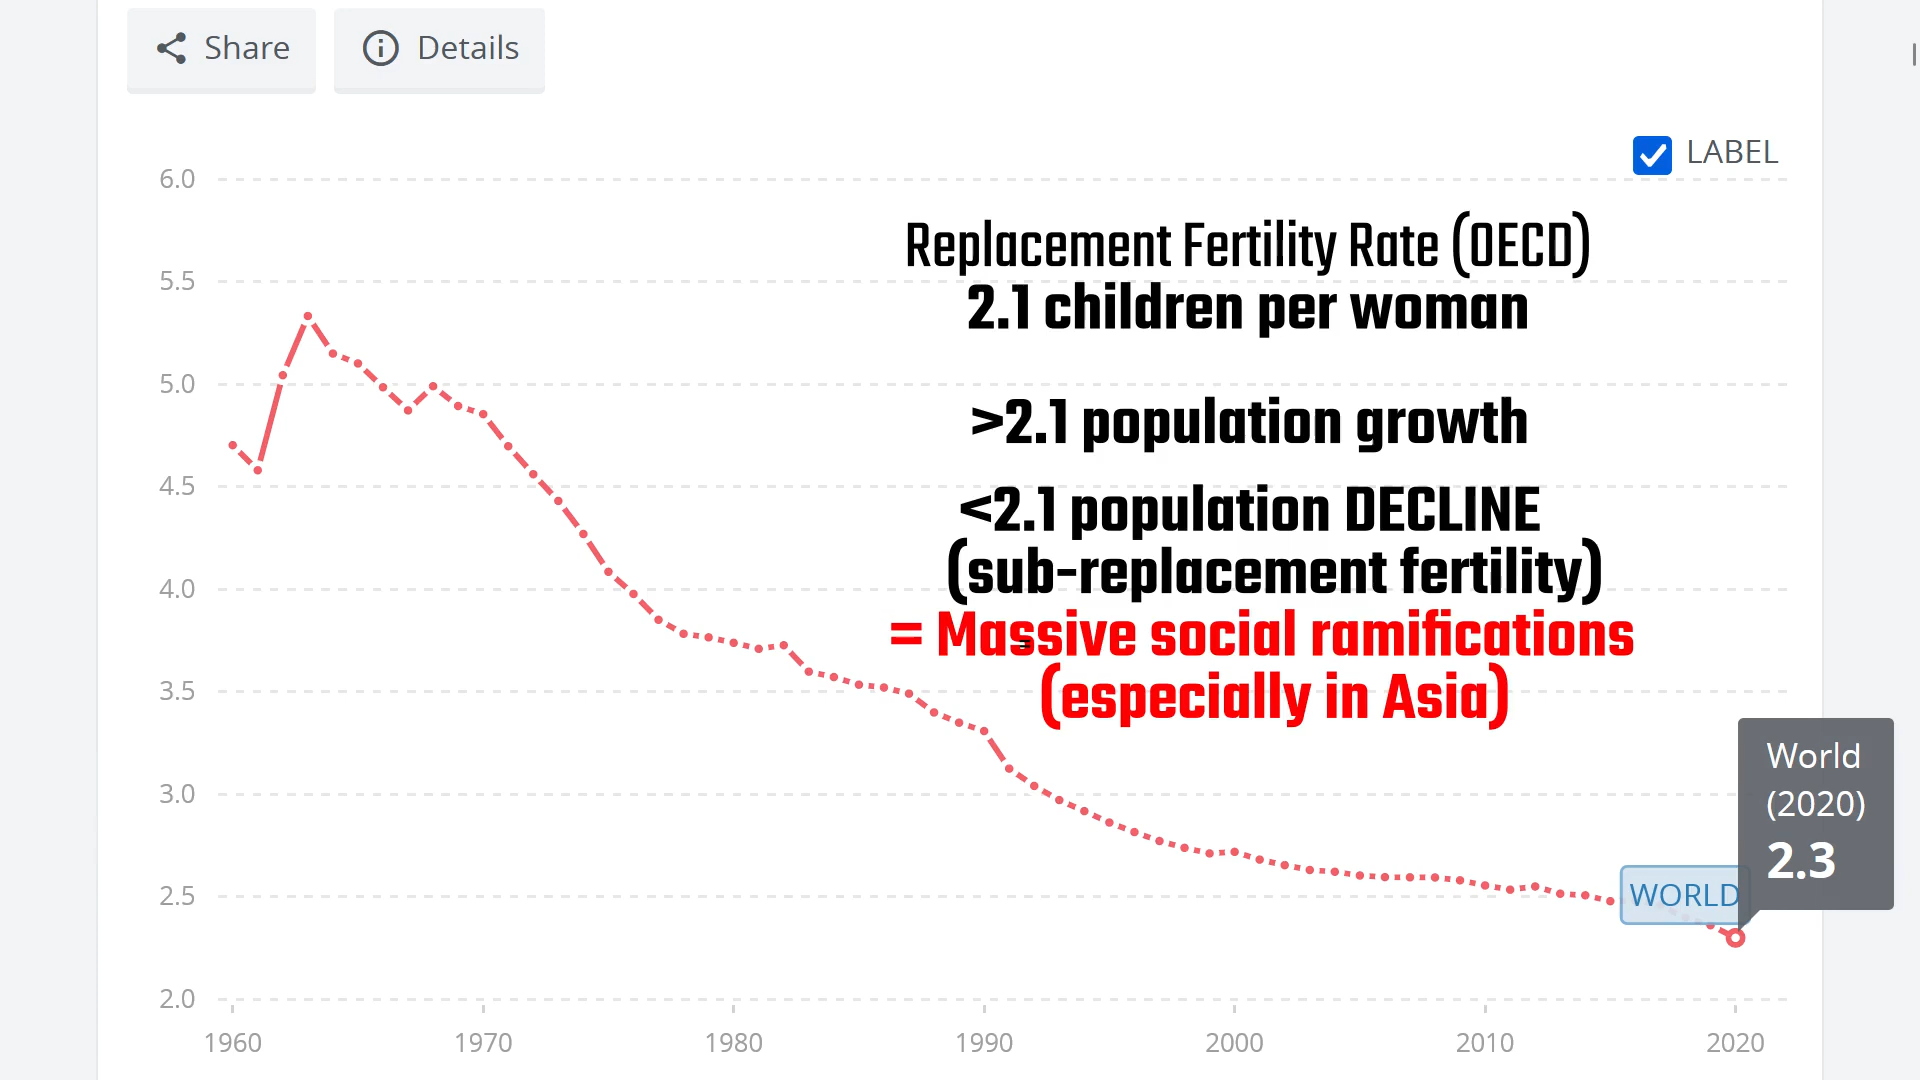 Share
Details
LABEL
6.0
Replacement Fertility Rate (OECD)
5.5
2.1 children per woman
5.0
>2.1 population growth
4.5
<2.1 population DECLINE
(sub-replacement fertility)
4.0
= Massive social ramifications
=
3.5
(especially in Asia)
World
(2020)
2.3
3.0
2.5
WORLD
2.0
1960 1970 1980 1990 2000 2010 2020